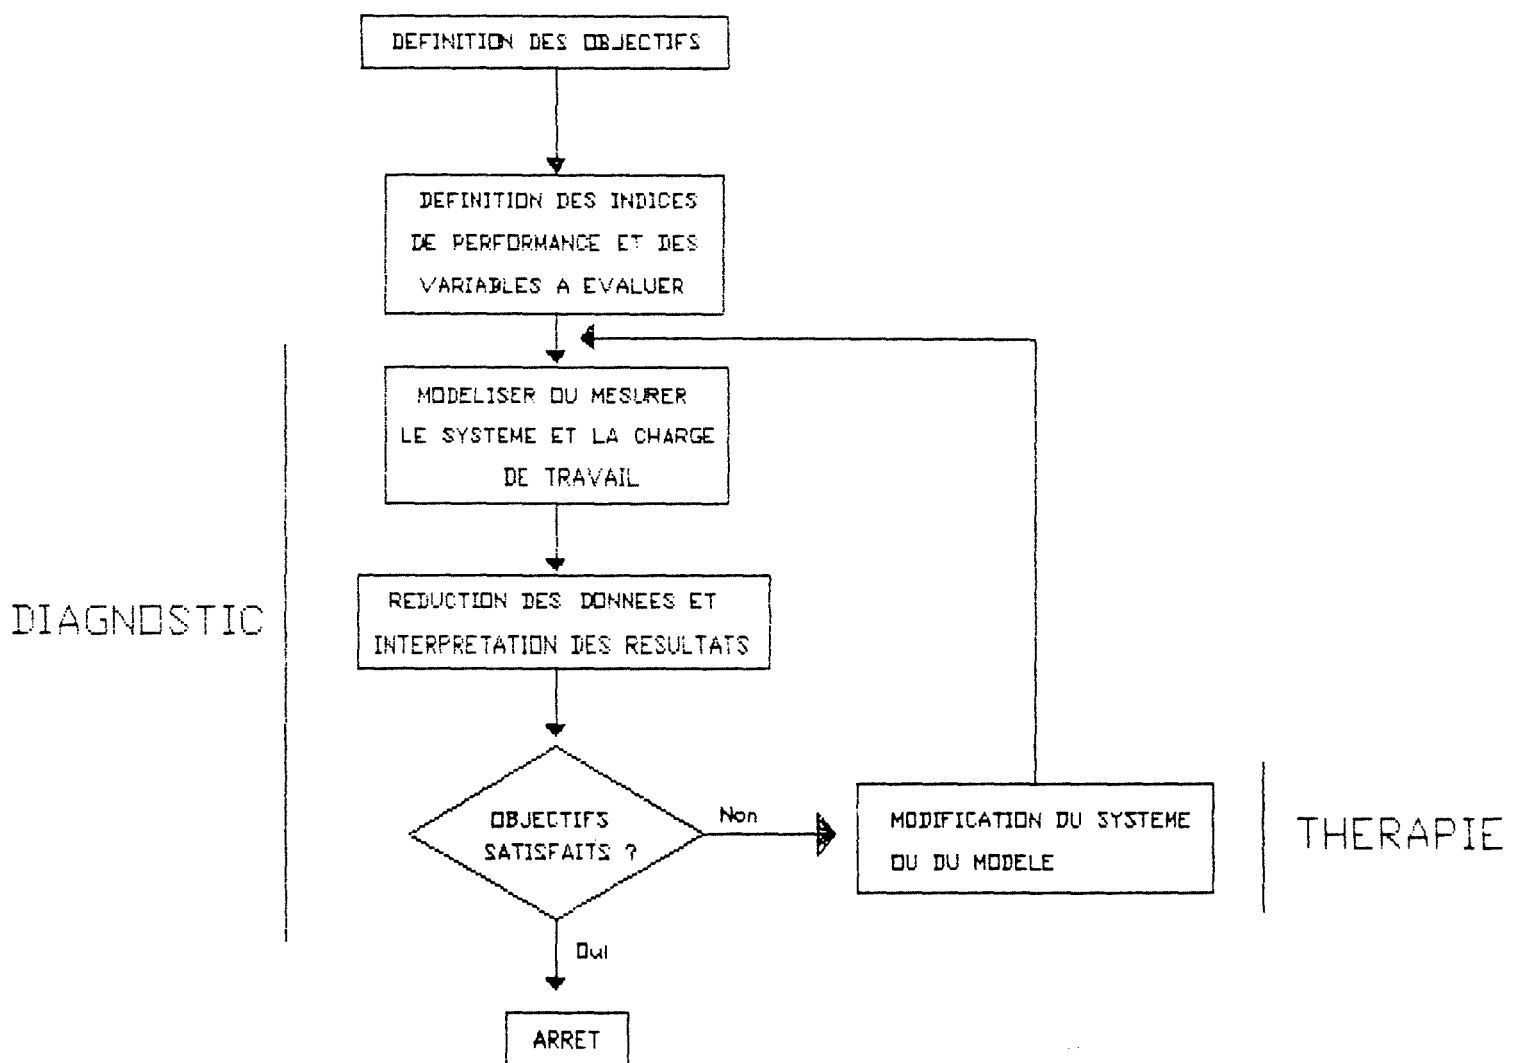 DEFINITION DES OBJECTIFS
DEFINITION DES INDICES
DE PERFORMANCE ET DES
VARIABLES A EVALUER
MODELISER OU MESURER
LE SYSTEME ET LA CHARGE
DE TRAVAIL
DIAGNOSTIC
REDUCTION DES DONNEES ET
INTERPRETATION DES RESULTATS
OBJECTIFS
SATISFAITS ?
Non
MODIFICATION DU SYSTEME
OU DU MODELE
THERAPIE
Oui
ARRET